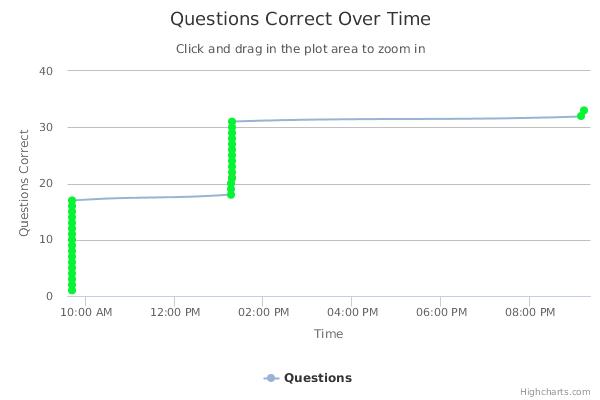 Questions Correct Over Time
Click and drag in the plot area to zoom in
40
30
20
10
0
Questions Correct
10:00 AM 12:00 PM 02:00 PM 04:00 PM 06:00 PM 08:00 PM
Time
Questions
Highcharts.com